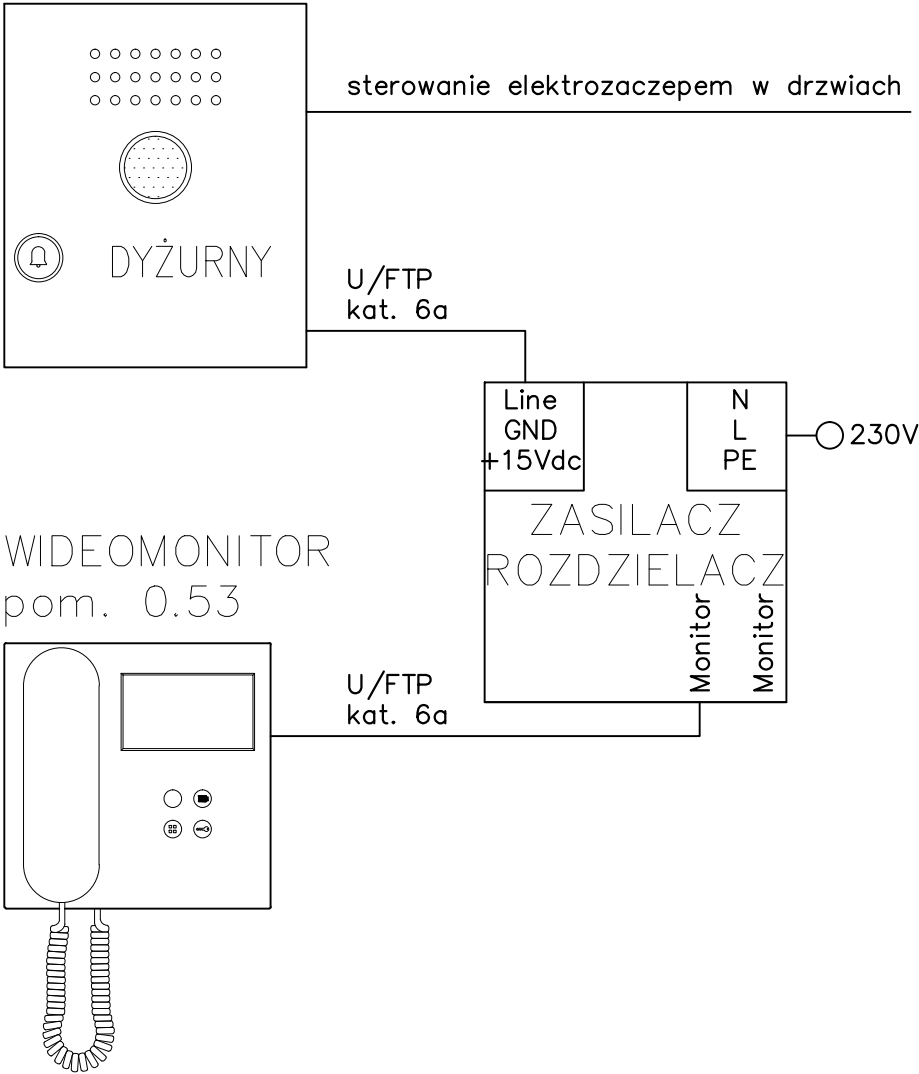 sterowanie elektrozaczepem w drzwiach
DYŻURNY
U/FTP
kat. 6a
Line
GND
+15Vdc
N
L
PE
230V
ZASILACZ
ROZDZIELACZ
Monitor
Monitor
WIDEOMONITOR
pom. 0.53
U/FTP
kat. 6a